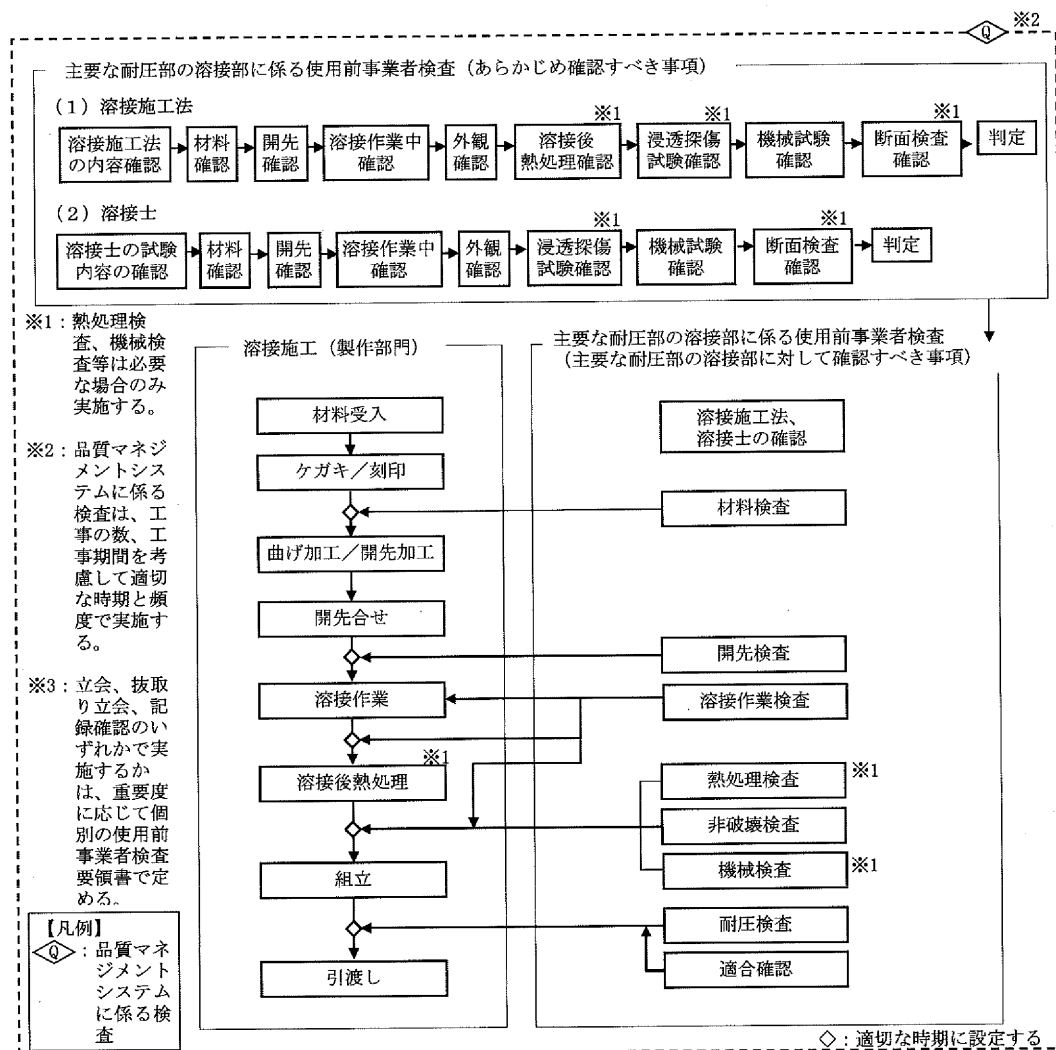 Q ※2
主要な耐圧部の溶接部に係る使用前事業者検査(あらかじめ確認すべき事項)
(1)溶接施工法
溶接施工法
の内容確認
材料
確認
開先
確認
溶接作業中
確認
外観
確認
※1
溶接後
熱処理確認
※1
浸透探傷
試験確認
機械試験
確認
※1
断面検査
確認
判定
(2)溶接士
溶接士の試験
内容の確認
材料
確認
開先
確認
溶接作業中
確認
外観
確認
※1
浸透探傷
試験確認
機械試験
確認
※1
断面検査
確認
判定
※1:熱処理検
査、機械検
査等は必要
な場合のみ
実施する。
※2:品質マネジ
メントシス
テムに係る
検査は、工
事の数、工
事期間を考
慮して適切
な時期と頻
度で実施す
る。
※3:立会、抜取
り立会、記
録確認のい
ずれかで実
施するか
は、重要度
に応じて個
別の使用前
事業者検査
要領書で定
める。
【凡例】
Q:品質マネ
ジメント
システム
に係る検
査
溶接施工(製作部門)
材料受入
ケガキ/刻印
曲げ加工/開先加工
開先合せ
溶接作業
※1
溶接後熱処理
組立
引渡し
主要な耐圧部の溶接部に係る使用前事業者検査
(主要な耐圧部の溶接部に対して確認すべき事項)
溶接施工法、
溶接士の確認
材料検査
開先検査
溶接作業検査
熱処理検査 ※1
非破壊検査
機械検査 ※1
耐圧検査
適合確認
◇:適切な時期に設定する